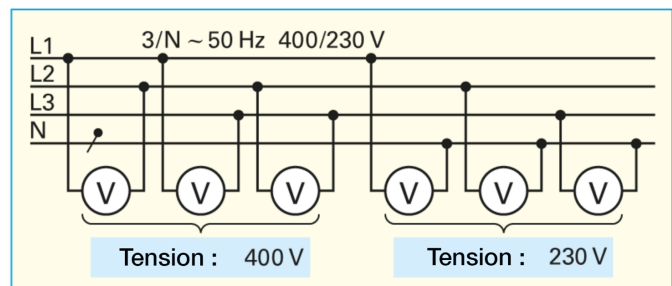 3/N ~ 50 Hz 400/230 V
L1
L2
L3
N
V V V V V V
Tension : 400 V Tension : 230 V